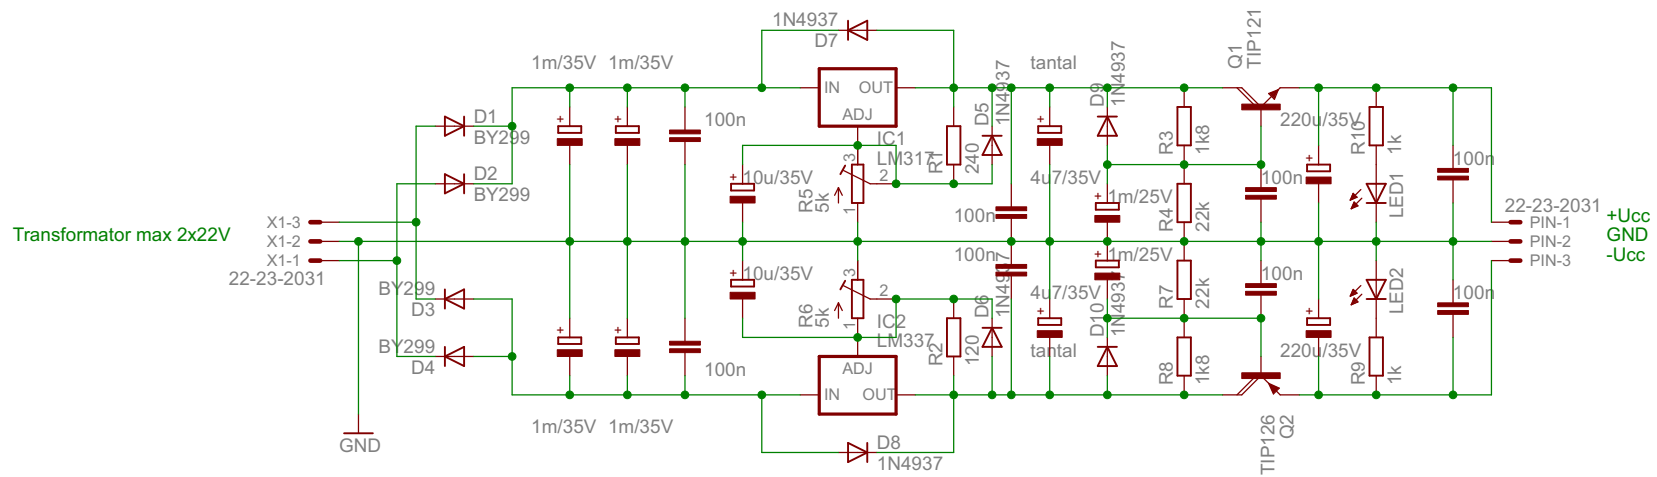 1N4937
D7
1m/35V
1m/35V
tantal
1N4937
D5
D9
1N4937
Q1
TIP121
IN
OUT
ADJ
IC1
LM317
D1
BY299
D2
BY299
100n
R1
240
R3
1k8
220u/35V
R10
1k
+
+
+
+
+
+
3
2
1
10u/35V
R5
5k
4u7/35V
1m/25V
R4
22k
100n
LED1
100n
100n
Transformator max 2x22V
X1-3
X1-2
X1-1
22-23-2031
22-23-2031
PIN-1
PIN-2
PIN-3
+Ucc
GND
-Ucc
BY299
D3
BY299
D4
10u/35V
3
2
1
R6
5k
100n
1m/25V
4u7/35V
R7
22k
100n
LED2
100n
+
+
+
+
+
+
100n
IC2
LM337
ADJ
IN
OUT
R2
120
D6
1N4937
tantal
D10
1N4937
R8
1k8
220u/35V
R9
1k
1m/35V
1m/35V
D8
1N4937
TIP126
Q2
GND